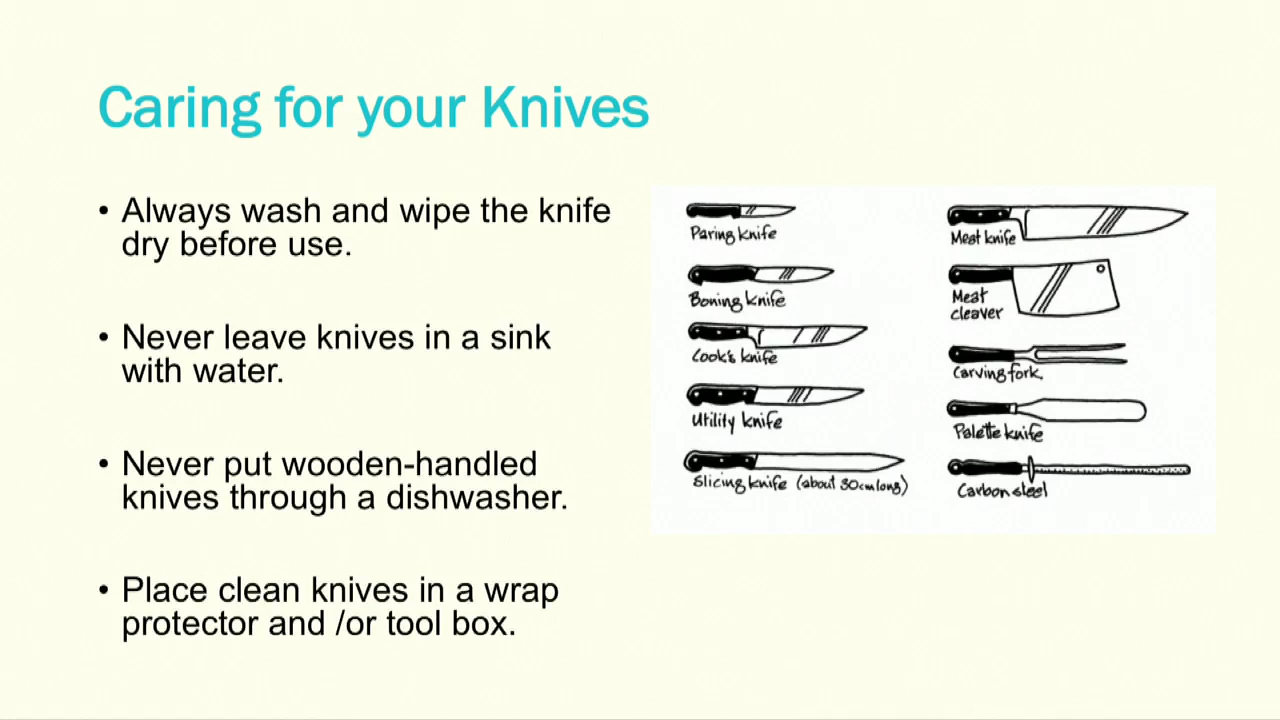 Caring for your Knives
• Always wash and wipe the knife
dry before use.
• Never leave knives in a sink
with water.
• Never put wooden-handled
knives through a dishwasher.
• Place clean knives in a wrap
protector and /or tool box.
Paring knife
Boning knife
Cook's knife
Utility knife
Slicing knife (about 30cm long)
Meat knife
Meat
cleaver
Carving fork.
Palette knife
Carbon steel